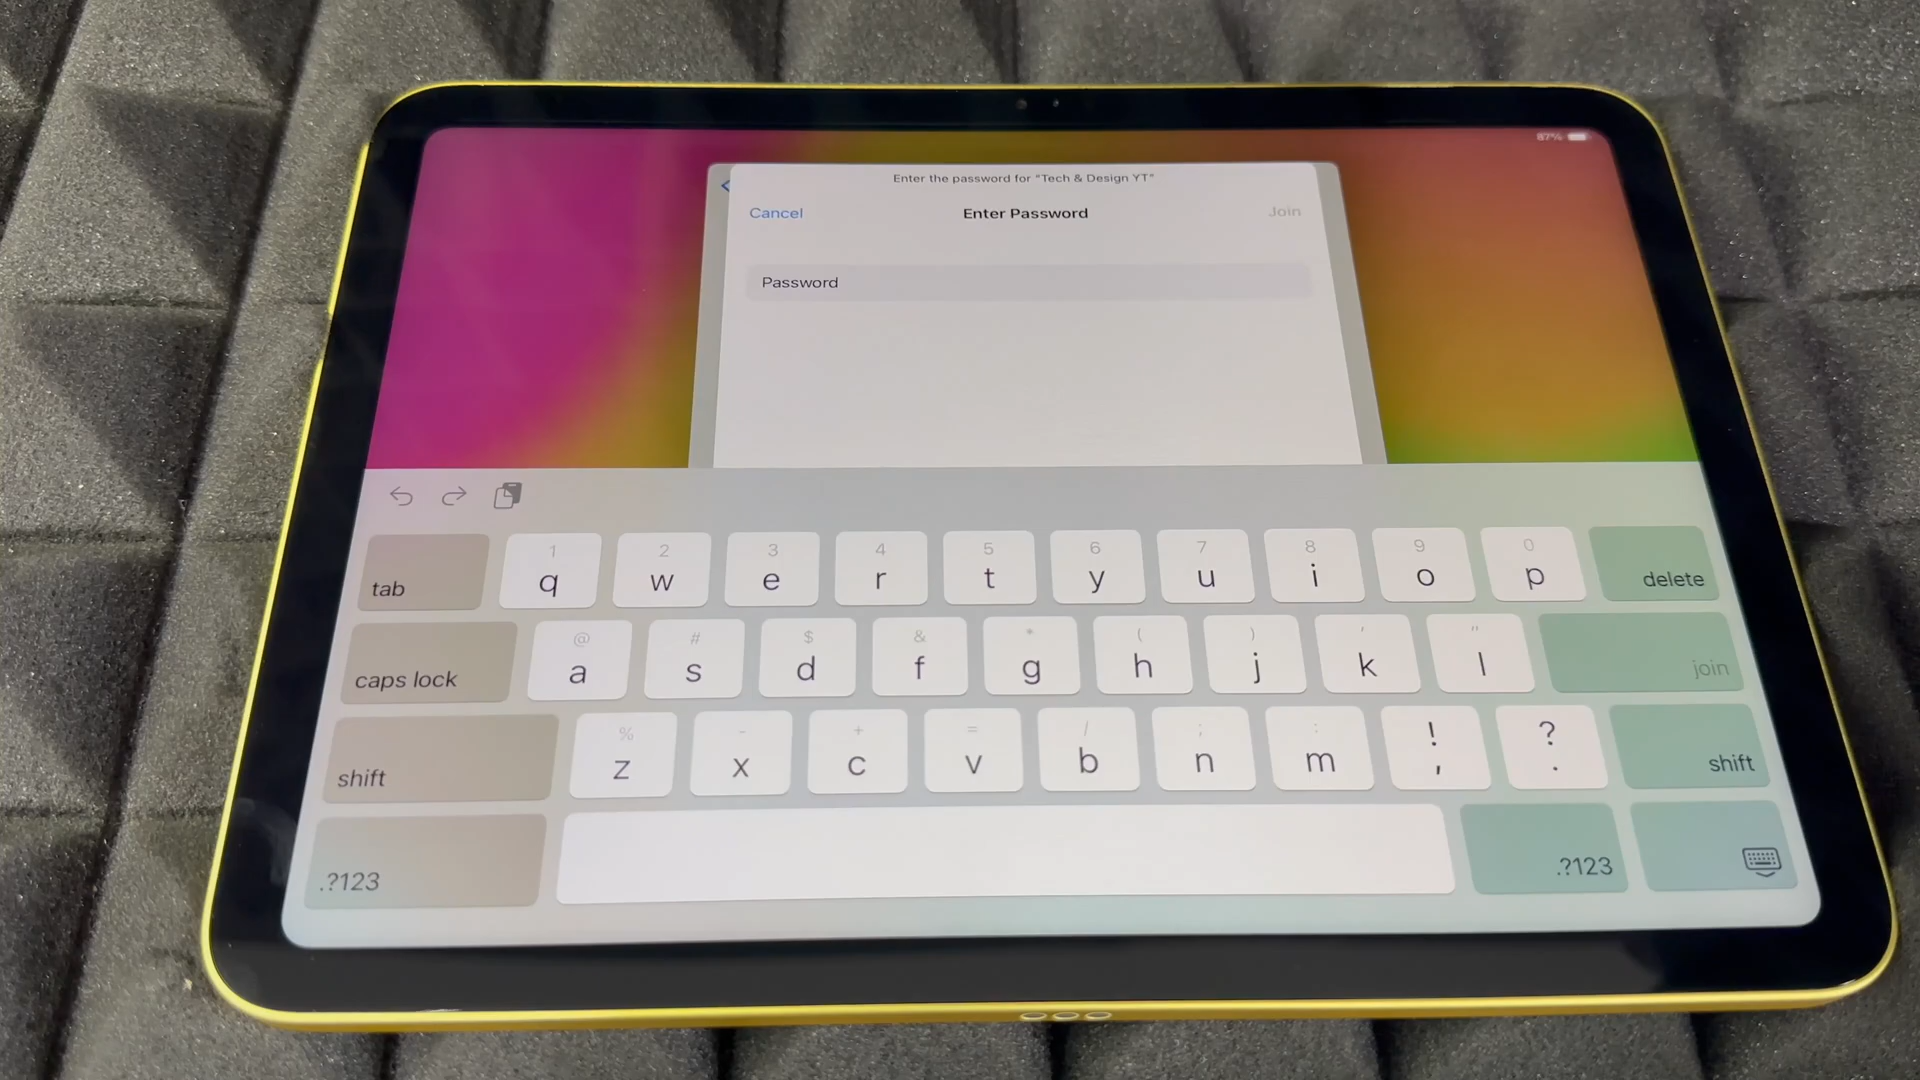 87%
Enter the password for "Tech & Design YT"
Cancel Enter Password Join
Password
1 2 3 4 5 6 7 8 9 0
tab q w e r t y u i o p delete
@ # $ & * ( ) ' "
caps lock a s d f g h j k l join
% - + = / ; : ! ?
shift z x c v b n m , . shift
.?123 .?123